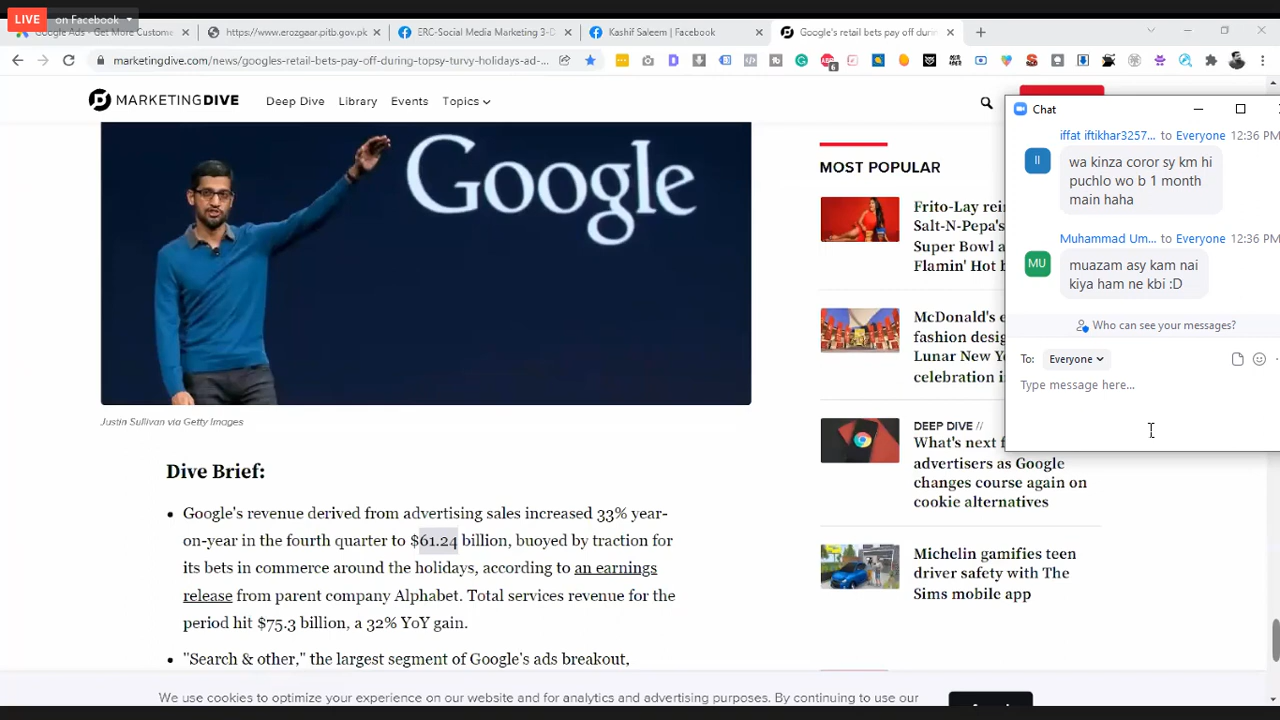 LIVE on Facebook
Google Ads - Get More Custome
https://www.erozgaar.pitb.gov.pk
ERC-Social Media Marketing 3-D
Kashif Saleem | Facebook
Google's retail bets pay off durin
marketingdive.com/news/googles-retail-bets-pay-off-during-topsy-turvy-holidays-ad-...
MARKETINGDIVE
Deep Dive Library Events Topics
Google
Justin Sullivan via Getty Images
Dive Brief:
• Google's revenue derived from advertising sales increased 33% year-
on-year in the fourth quarter to $61.24 billion, buoyed by traction for
its bets in commerce around the holidays, according to an earnings
release from parent company Alphabet. Total services revenue for the
period hit $75.3 billion, a 32% YoY gain.
• "Search & other," the largest segment of Google's ads breakout,
MOST POPULAR
Frito-Lay rei
Salt-N-Pepa's
Super Bowl a
Flamin' Hot
McDonald's e
fashion desig
Lunar New Y
celebration i
DEEP DIVE //
What's next f
advertisers as Google
changes course again on
cookie alternatives
Michelin gamifies teen
driver safety with The
Sims mobile app
Chat
iffat iftikhar3257... to Everyone 12:36 PM
II
wa kinza coror sy km hi
puchlo wo b 1 month
main haha
Muhammad Um... to Everyone 12:36 PM
MU
muazam asy kam nai
kiya ham ne kbi :D
Who can see your messages?
To: Everyone
Type message here...
We use cookies to optimize your experience on our website and for analytics and advertising purposes. By continuing to use our